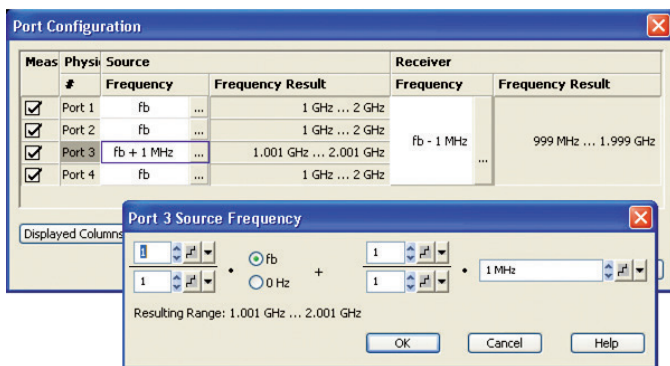 Port Configuration
Meas Physi Source Receiver
# Frequency Frequency Result Frequency Frequency Result
Port 1 fb ... 1 GHz ... 2 GHz
Port 2 fb ... 1 GHz ... 2 GHz
fb - 1 MHz ... 999 MHz ... 1.999 GHz
Port 3 fb + 1 MHz ... 1.001 GHz ... 2.001 GHz
Port 4 fb ... 1 GHz ... 2 GHz
Displayed Columns
Port 3 Source Frequency
1 fb 1
• + • 1 MHz
1 0 Hz 1
Resulting Range: 1.001 GHz ... 2.001 GHz
OK Cancel Help